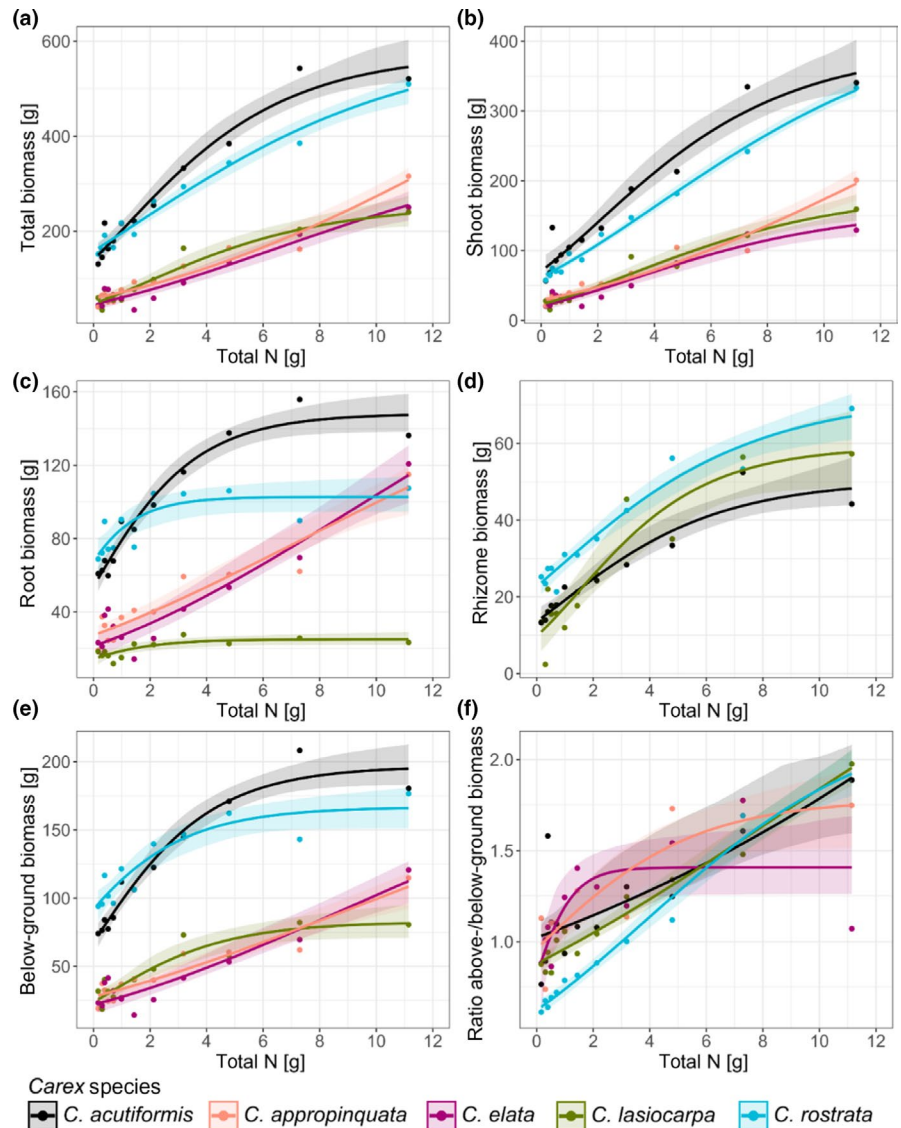 (a)
Total biomass [g]
600
400
200
0 2 4 6 8 10 12
Total N [g]
(b)
Shoot biomass [g]
400
300
200
100
0
0 2 4 6 8 10 12
Total N [g]
(c)
Root biomass [g]
160
120
80
40
0
0 2 4 6 8 10 12
Total N [g]
(d)
Rhizome biomass [g]
60
40
20
0
0 2 4 6 8 10 12
Total N [g]
(e)
Below-ground biomass [g]
200
150
100
50
0 2 4 6 8 10 12
Total N [g]
(f)
Ratio above-/below-ground biomass
2.0
1.5
1.0
0.5
0 2 4 6 8 10 12
Total N [g]
Carex species
C. acutiformis C. appropinquata C. elata C. lasiocarpa C. rostrata